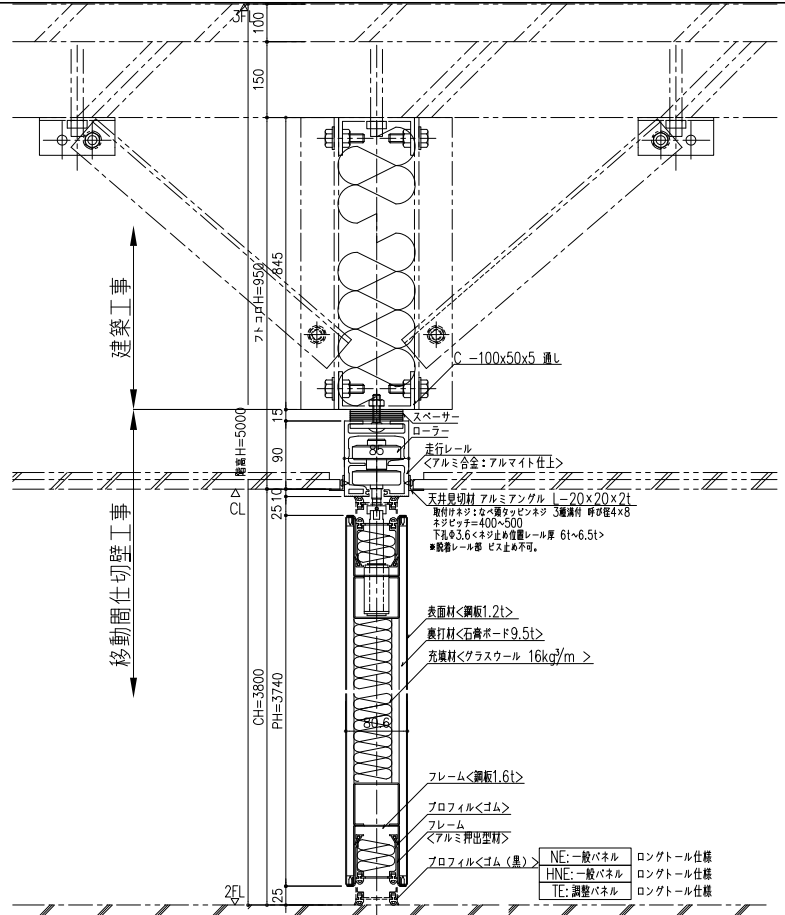 3FL
100
150
建築工事
フトコロH=950
845
C -100x50x5 通し
スペーサー
ローラー
走行レール
<アルミ合金：アルマイト仕上>
15
90
85
階高H=5000
10
25
CL
天井見切材 アルミアングル L-20×20×2t
取付けネジ：なべ頭タッピンネジ 3種溝付 呼び径4×8
ネジピッチ=400~500
下孔Φ3.6<ネジ止め位置レール厚 6t~6.5t>
※脱着レール部 ビス止め不可。
移動間仕切壁工事
表面材<鋼板1.2t>
裏打材<石膏ボード9.5t>
充填材<グラスウール 16kg/m³ >
CH=3800
PH=3740
80.6
フレーム<鋼板1.6t>
プロフィル<ゴム>
フレーム
<アルミ押出型材>
プロフィル<ゴム（黒）>
NE:一般パネル ロングトール仕様
HNE:一般パネル ロングトール仕様
TE:調整パネル ロングトール仕様
2FL
25